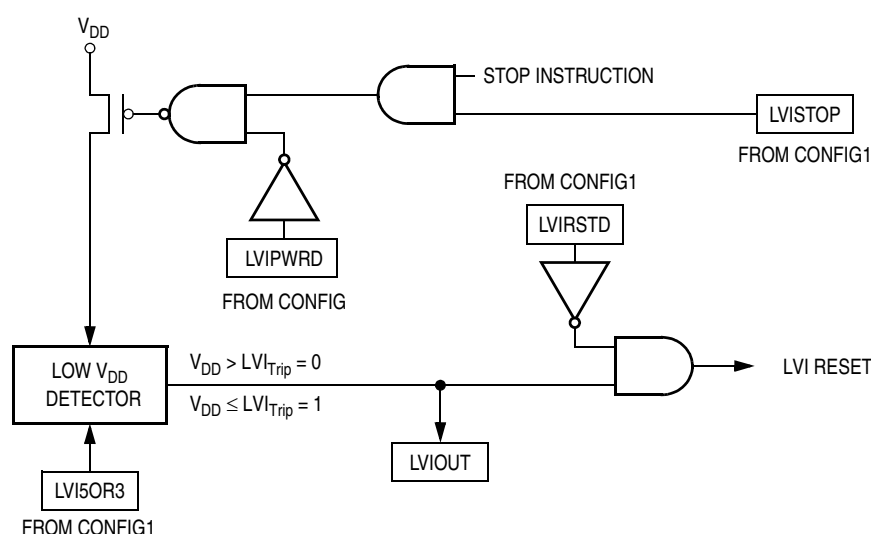 VDD
STOP INSTRUCTION
LVISTOP
FROM CONFIG1
FROM CONFIG1
LVIRSTD
LVIPWRD
FROM CONFIG
LOW VDD
DETECTOR
VDD > LVITrip = 0
VDD ≤ LVITrip = 1
LVI RESET
LVIOUT
LVI5OR3
FROM CONFIG1